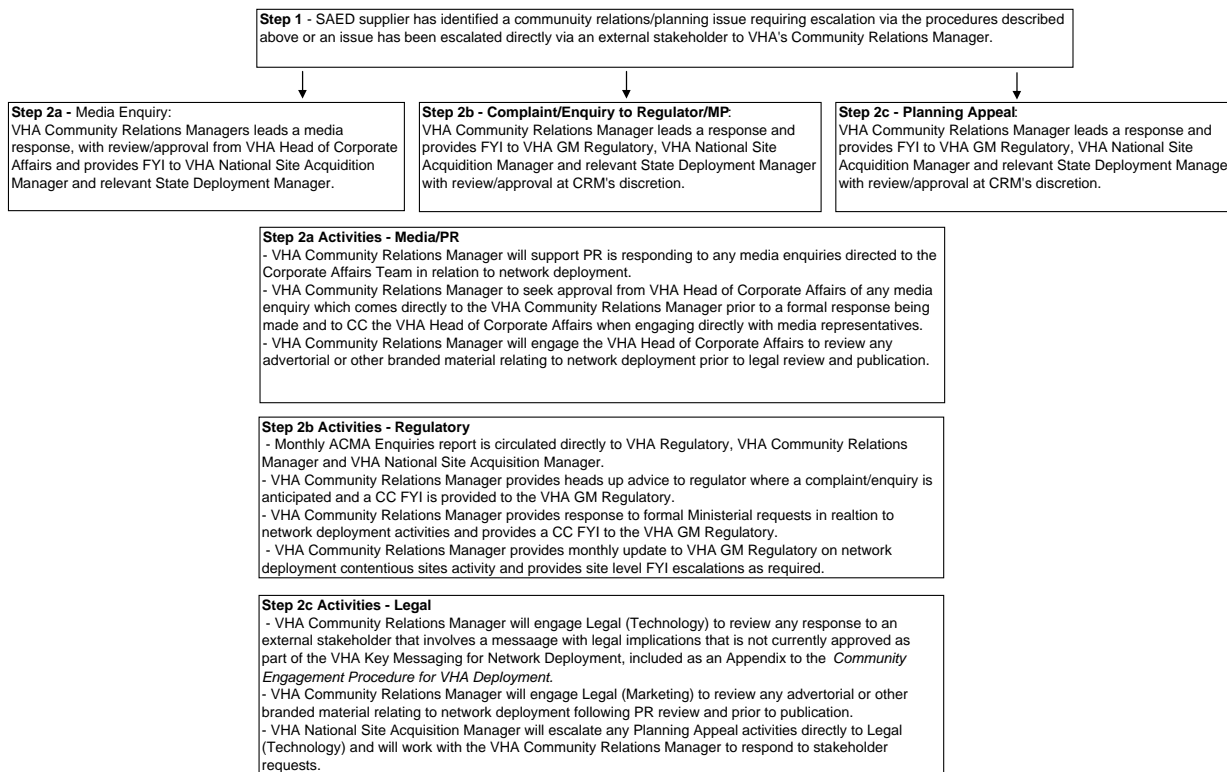 Step 1 - SAED supplier has identified a community relations/planning issue requiring escalation via the procedures described
above or an issue has been escalated directly via an external stakeholder to VHA's Community Relations Manager.
Step 2a - Media Enquiry:
VHA Community Relations Managers lead a media
response, with review/approval from VHA Head of Corporate
Affairs and provides FYI to VHA National Site Acquidition
Manager and relevant State Deployment Manager.
Step 2b - Complaint/Enquiry to Regulator/MP:
VHA Community Relations Manager leads a response and
provides FYI to VHA GM Regulatory, VHA National Site
Acqudition Manager and relevant State Deployment Manager
with review/approval at CRM's discretion.
Step 2c - Planning Appeal:
VHA Community Relations Manager leads a response and
provides FYI to VHA GM Regulatory, VHA National Site
Acqudition Manager and relevant State Deployment Manage
with review/approval at CRM's discretion.
Step 2a Activities - Media/PR
- VHA Community Relations Manager will support PR is responding to any media enquiries directed to the
Corporate Affairs Team in relation to network deployment.
- VHA Community Relations Manager to seek approval from VHA Head of Corporate Affairs of any media
enquiry which comes directly to the VHA Community Relations Manager prior to a formal response being
made and to CC the VHA Head of Corporate Affairs when engaging directly with media representatives.
- VHA Community Relations Manager will engage the VHA Head of Corporate Affairs to review any
advertorial or other branded material relating to network deployment prior to legal review and publication.
Step 2b Activities - Regulatory
- Monthly ACMA Enquiries report is circulated directly to VHA Regulatory, VHA Community Relations
Manager and VHA National Site Acquisition Manager.
- VHA Community Relations Manager provides heads up advice to regulator where a complaint/enquiry is
anticipated and a CC FYI is provided to the VHA GM Regulatory.
- VHA Community Relations Manager provides response to formal Ministerial requests in realtion to
network deployment activities and provides a CC FYI to the VHA GM Regulatory.
- VHA Community Relations Manager provides monthly update to VHA GM Regulatory on network
deployment contentious sites activity and provides site level FYI escalations as required.
Step 2c Activities - Legal
- VHA Community Relations Manager will engage Legal (Technology) to review any response to an
external stakeholder that involves a messaage with legal implications that is not currently approved as
part of the VHA Key Messaging for Network Deployment, included as an Appendix to the Community
Engagement Procedure for VHA Deployment.
- VHA Community Relations Manager will engage Legal (Marketing) to review any advertorial or other
branded material relating to network deployment following PR review and prior to publication.
- VHA National Site Acquisition Manager will escalate any Planning Appeal activities directly to Legal
(Technology) and will work with the VHA Community Relations Manager to respond to stakeholder
requests.